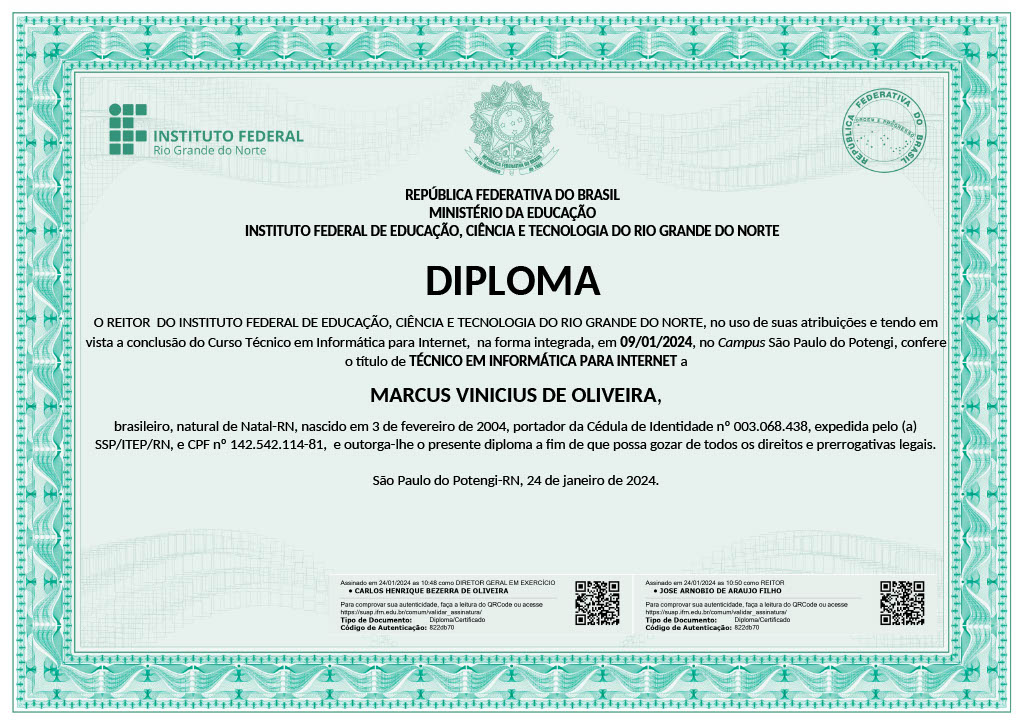 INSTITUTO FEDERAL
Rio Grande do Norte
REPÚBLICA FEDERATIVA DO BRASIL
ORDEM E PROGRESSO
REPÚBLICA FEDERATIVA DO BRASIL
MINISTÉRIO DA EDUCAÇÃO
INSTITUTO FEDERAL DE EDUCAÇÃO, CIÊNCIA E TECNOLOGIA DO RIO GRANDE DO NORTE
DIPLOMA
O REITOR DO INSTITUTO FEDERAL DE EDUCAÇÃO, CIÊNCIA E TECNOLOGIA DO RIO GRANDE DO NORTE, no uso de suas atribuições e tendo em
vista a conclusão do Curso Técnico em Informática para Internet, na forma integrada, em 09/01/2024, no Campus São Paulo do Potengi, confere
o título de TÉCNICO EM INFORMÁTICA PARA INTERNET a
MARCUS VINICIUS DE OLIVEIRA,
brasileiro, natural de Natal-RN, nascido em 3 de fevereiro de 2004, portador da Cédula de Identidade nº 003.068.438, expedida pelo (a)
SSP/ITEP/RN, e CPF nº 142.542.114-81, e outorga-lhe o presente diploma a fim de que possa gozar de todos os direitos e prerrogativas legais.
São Paulo do Potengi-RN, 24 de janeiro de 2024.
Assinado em 24/01/2024 as 10:48 como DIRETOR GERAL EM EXERCÍCIO
• CARLOS HENRIQUE BEZERRA DE OLIVEIRA
Para comprovar sua autenticidade, faça a leitura do QRCode ou acesse
https://suap.ifrn.edu.br/comum/validar_assinatura/
Tipo de Documento: Diploma/Certificado
Código de Autenticação: 822db70
Assinado em 24/01/2024 as 10:50 como REITOR
• JOSE ARNOBIO DE ARAUJO FILHO
Para comprovar sua autenticidade, faça a leitura do QRCode ou acesse
https://suap.ifrn.edu.br/comum/validar_assinatura/
Tipo de Documento: Diploma/Certificado
Código de Autenticação: 822db70